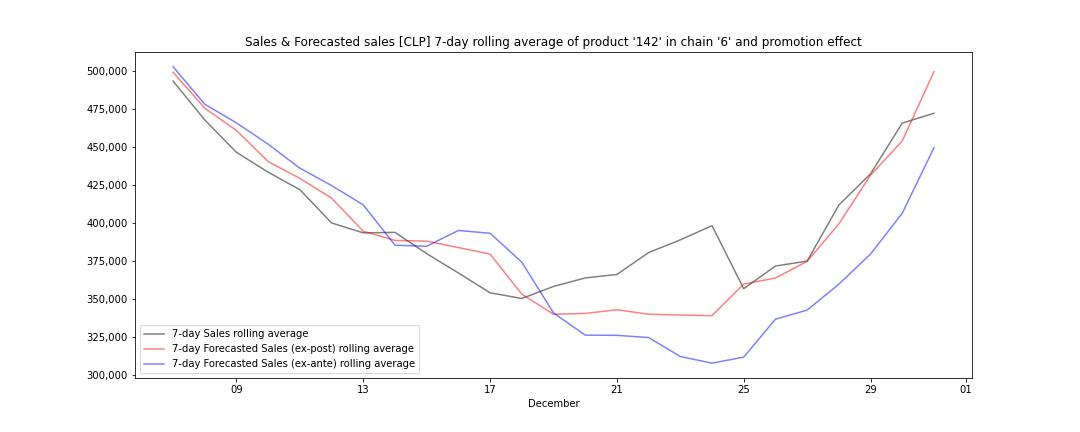 Sales & Forecasted sales [CLP] 7-day rolling average of product '142' in chain '6' and promotion effect
500,000
475,000
450,000
425,000
400,000
375,000
350,000
325,000
300,000
7-day Sales rolling average
7-day Forecasted Sales (ex-post) rolling average
7-day Forecasted Sales (ex-ante) rolling average
09 13 17 21 25 29 01
December